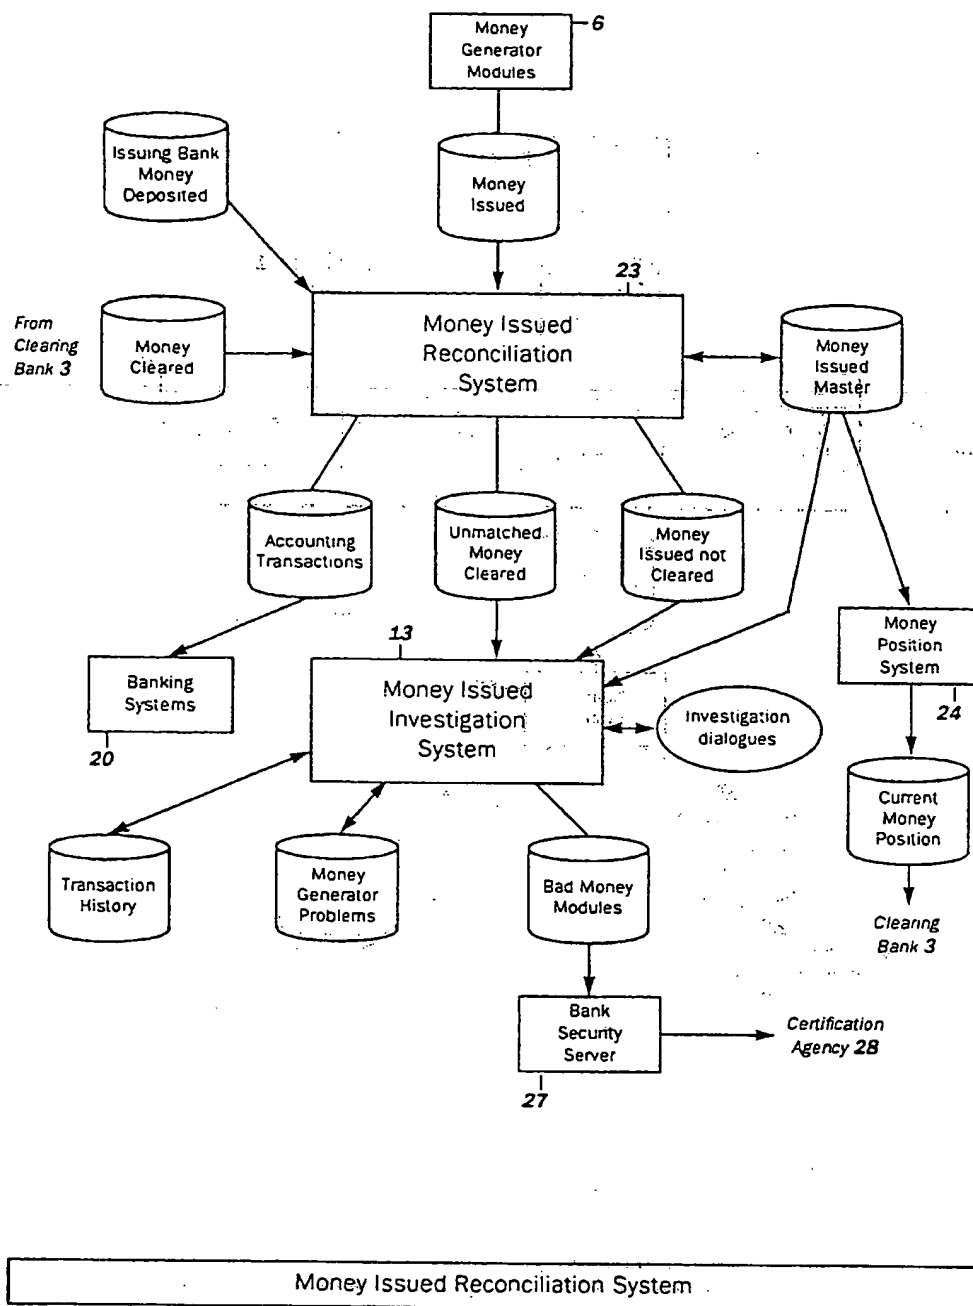 Money
Generator
Modules
6
Issuing Bank
Money
Deposited
Money
Issued
23
From
Clearing
Bank 3
Money
Cleared
Money Issued
Reconciliation
System
Money
Issued
Master
Accounting
Transactions
Unmatched
Money
Cleared
Money
Issued not
Cleared
13
Banking
Systems
20
Money Issued
Investigation
System
Investigation
dialogues
Money
Position
System
24
Transaction
History
Money
Generator
Problems
Bad Money
Modules
Current
Money
Position
Clearing
Bank 3
Bank
Security
Server
27
Certification
Agency 28
Money Issued Reconciliation System